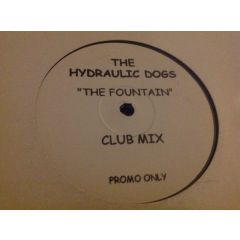 THE
HYDRAULIC DOGS
"THE FOUNTAIN"
CLUB MIX
PROMO ONLY